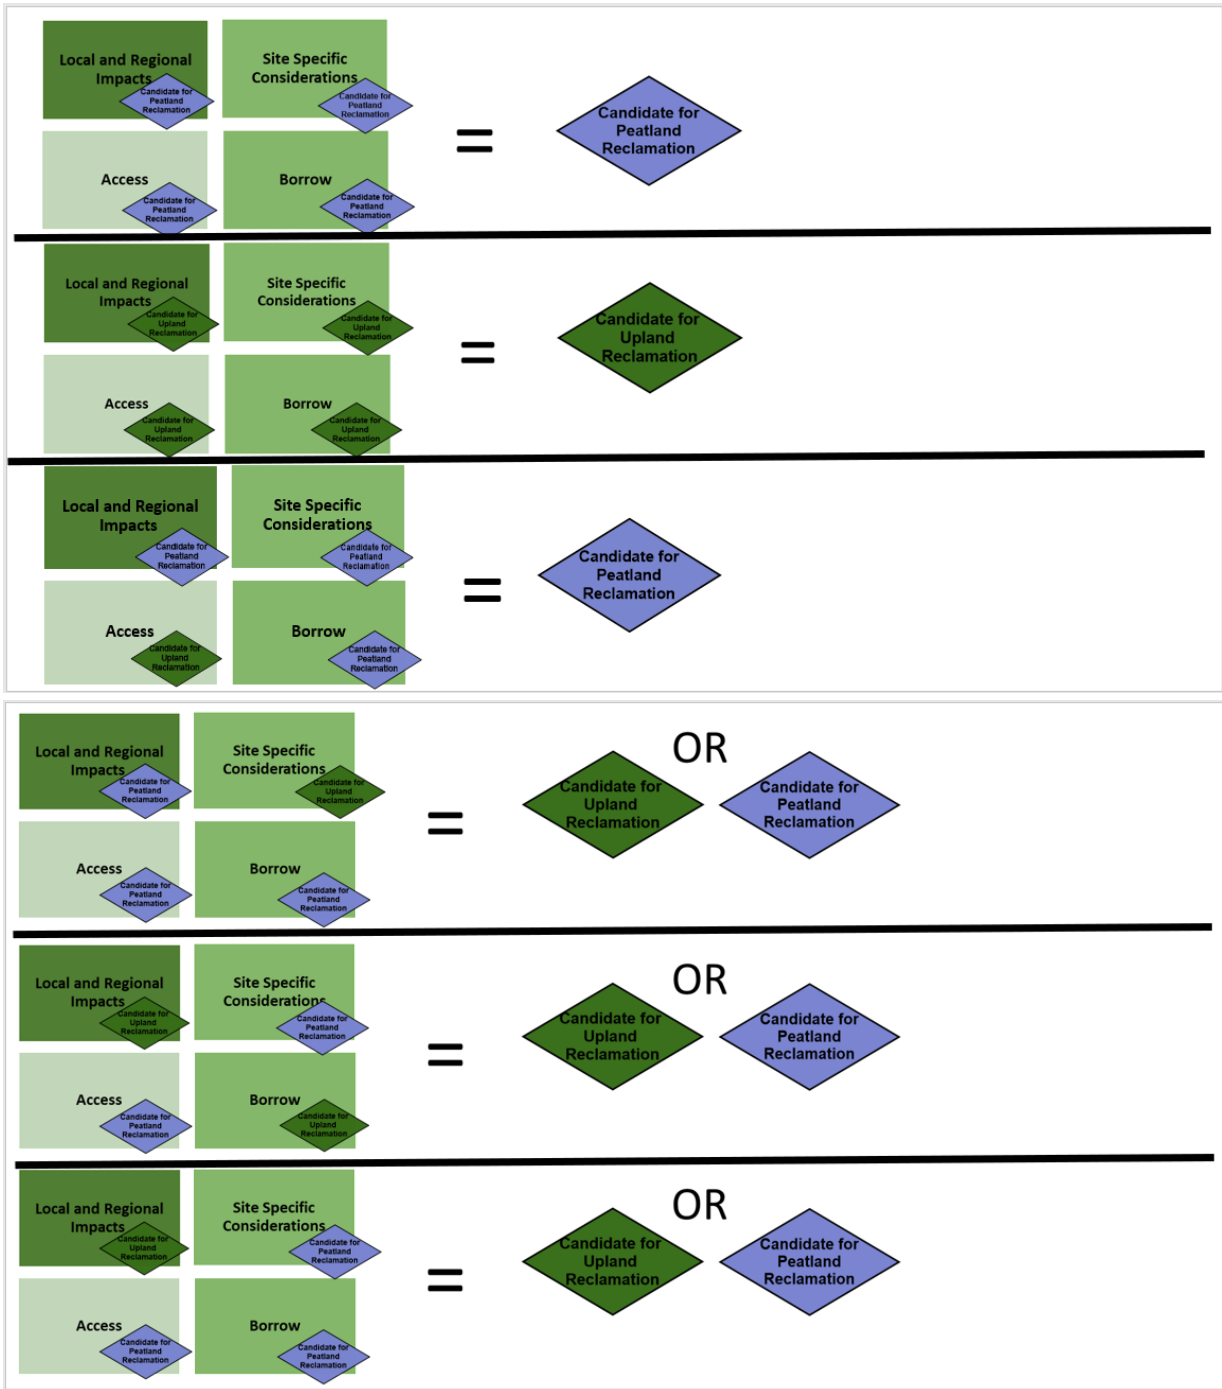 Local and Regional
Impacts
Candidate for
Peatland
Reclamation
Site Specific
Considerations
Candidate for
Peatland
Reclamation
Access
Candidate for
Peatland
Reclamation
Borrow
Candidate for
Peatland
Reclamation
=
Candidate for
Peatland
Reclamation
Local and Regional
Impacts
Candidate for
Upland
Reclamation
Site Specific
Considerations
Candidate for
Upland
Reclamation
Access
Candidate for
Upland
Reclamation
Borrow
Candidate for
Upland
Reclamation
=
Candidate for
Upland
Reclamation
Local and Regional
Impacts
Candidate for
Peatland
Reclamation
Site Specific
Considerations
Candidate for
Peatland
Reclamation
Access
Candidate for
Upland
Reclamation
Borrow
Candidate for
Peatland
Reclamation
=
Candidate for
Peatland
Reclamation
Local and Regional
Impacts
Candidate for
Peatland
Reclamation
Site Specific
Considerations
Candidate for
Upland
Reclamation
Access
Candidate for
Peatland
Reclamation
Borrow
Candidate for
Peatland
Reclamation
=
Candidate for
Upland
Reclamation
OR
Candidate for
Peatland
Reclamation
Local and Regional
Impacts
Candidate for
Upland
Reclamation
Site Specific
Considerations
Candidate for
Peatland
Reclamation
Access
Candidate for
Peatland
Reclamation
Borrow
Candidate for
Upland
Reclamation
=
Candidate for
Upland
Reclamation
OR
Candidate for
Peatland
Reclamation
Local and Regional
Impacts
Candidate for
Upland
Reclamation
Site Specific
Considerations
Candidate for
Peatland
Reclamation
Access
Candidate for
Peatland
Reclamation
Borrow
Candidate for
Peatland
Reclamation
=
Candidate for
Upland
Reclamation
OR
Candidate for
Peatland
Reclamation